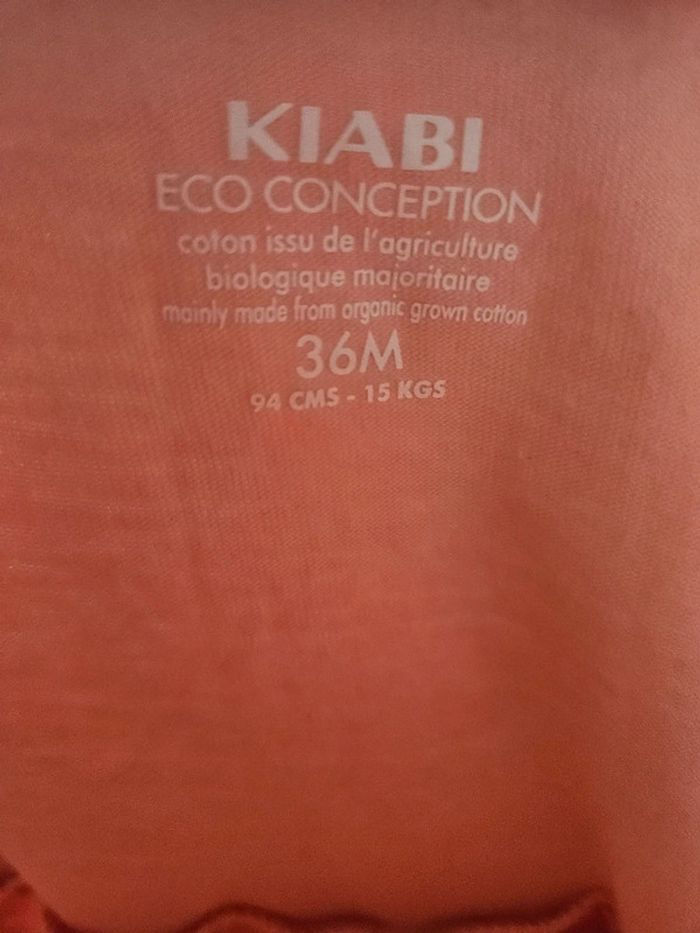 KIABI
ECO CONCEPTION
coton issu de l'agriculture
biologique majoritaire
mainly made from organic grown cotton
36M
94 CMS - 15 KGS